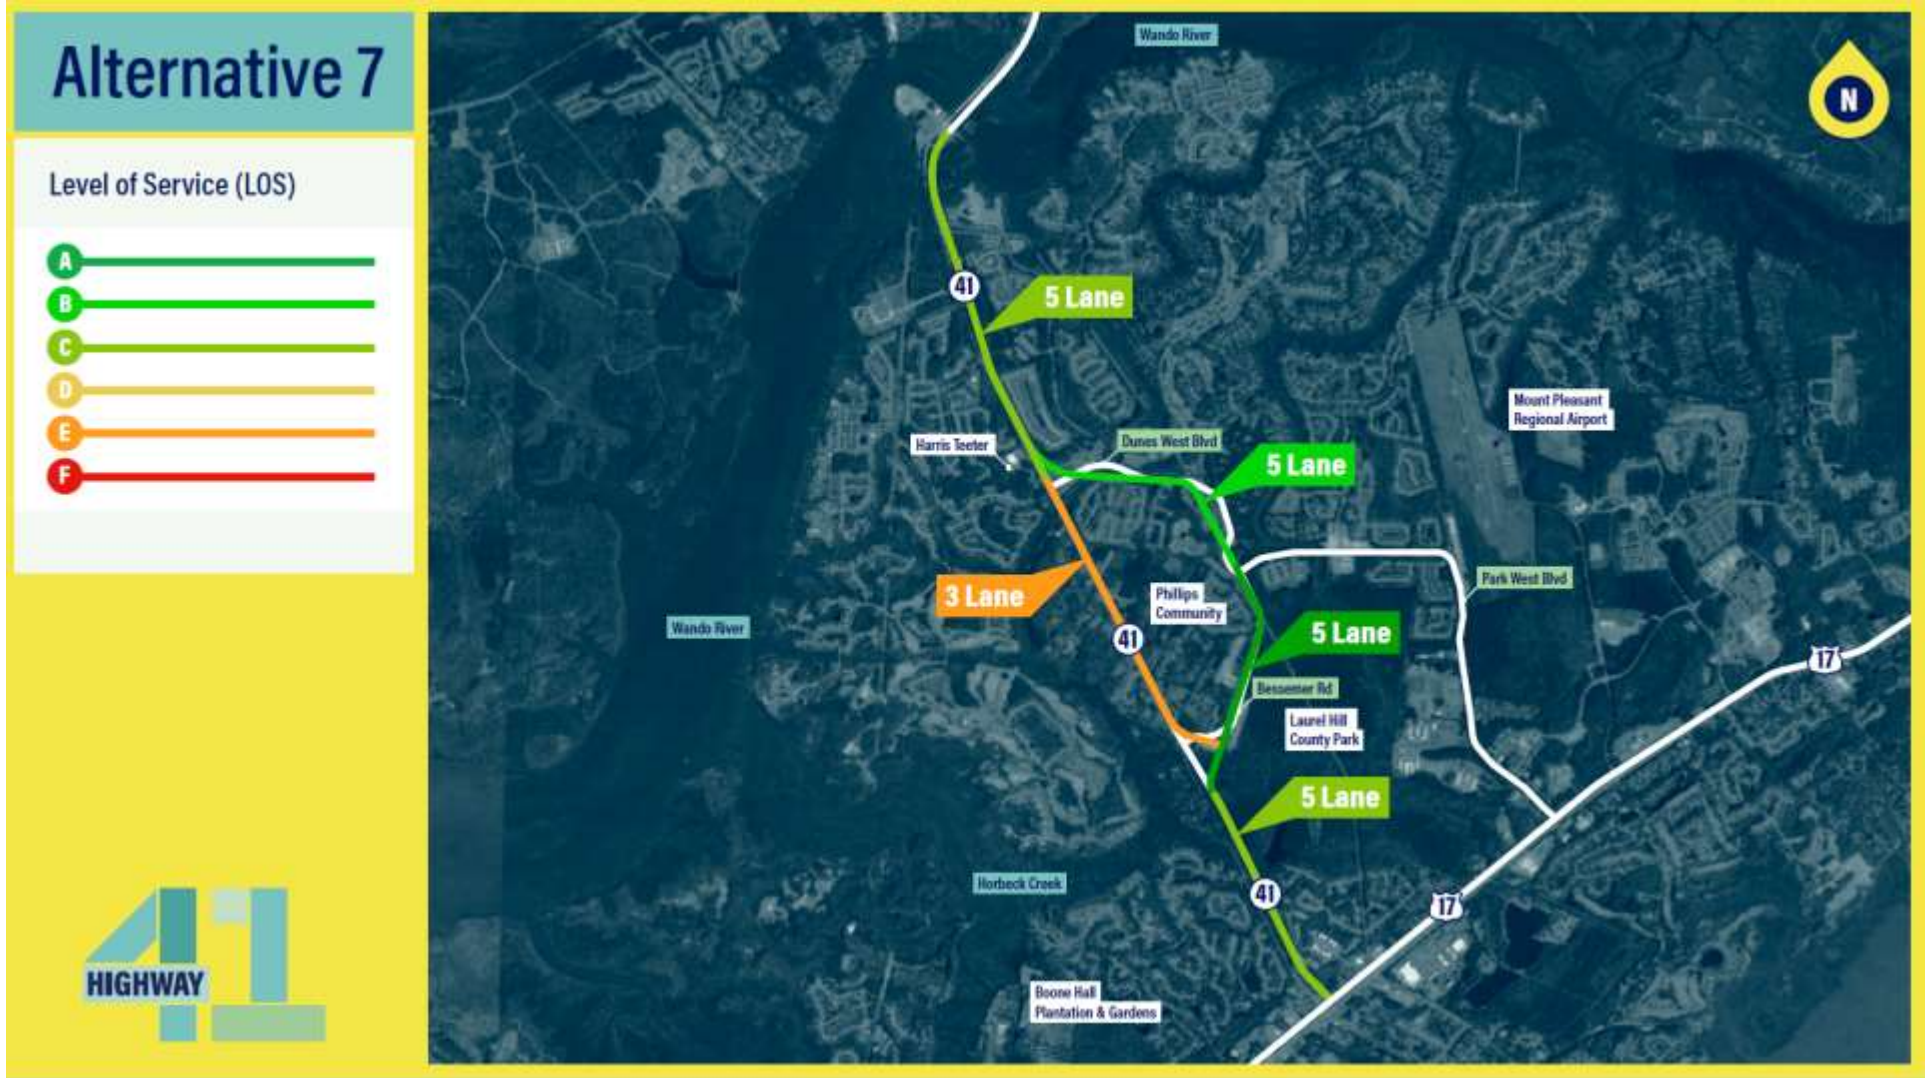 Alternative 7
Level of Service (LOS)
A
B
C
D
E
F
HIGHWAY
41
Wando River
N
41
5 Lane
Mount Pleasant
Regional Airport
Harris Teeter
Dunes West Blvd
5 Lane
Park West Blvd
3 Lane
Phillips
Community
Wando River
41
5 Lane
17
Bessemer Rd
Laurel Hill
County Park
5 Lane
Horbeck Creek
41
17
Boone Hall
Plantation & Gardens